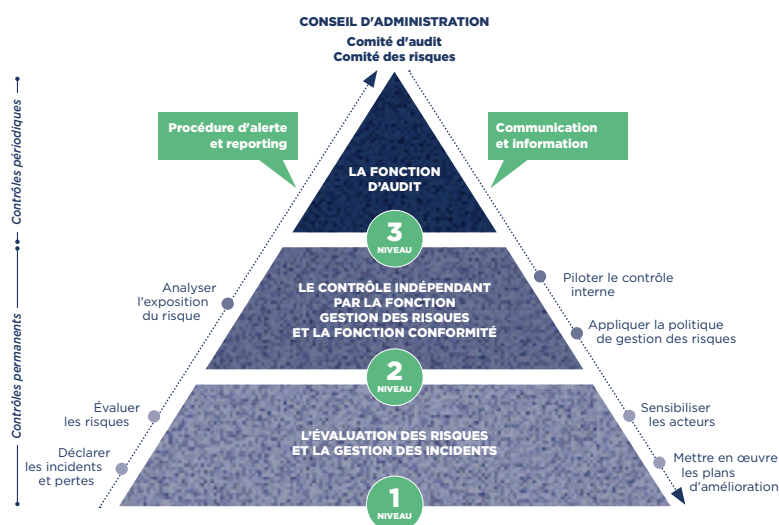 CONSEIL D'ADMINISTRATION
Comité d'audit
Comité des risques
Contrôles périodiques
Procédure d'alerte
et reporting
Communication
et information
LA FONCTION
D'AUDIT
3
NIVEAU
Contrôles permanents
LE CONTRÔLE INDÉPENDANT
PAR LA FONCTION
GESTION DES RISQUES
ET LA FONCTION CONFORMITÉ
2
NIVEAU
Analyser
l'exposition
du risque
Piloter le contrôle
interne
Appliquer la politique
de gestion des risques
L'ÉVALUATION DES RISQUES
ET LA GESTION DES INCIDENTS
1
NIVEAU
Évaluer
les risques
Déclarer
les incidents
et pertes
Sensibiliser
les acteurs
Mettre en œuvre
les plans
d'amélioration